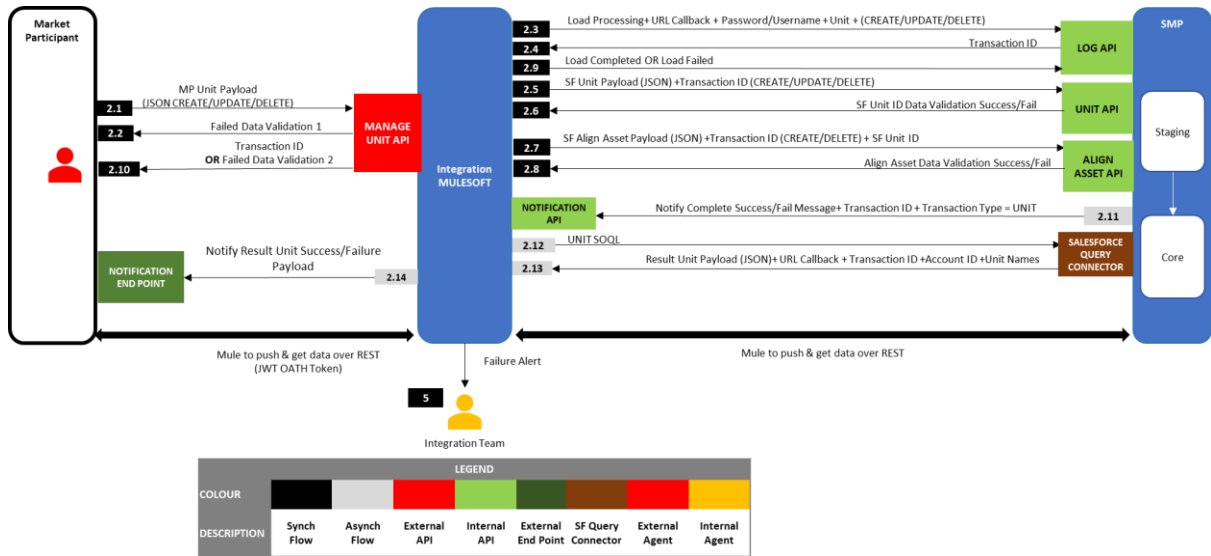 Market
Participant
SMP
2.3
Load Processing+ URL Callback + Password/Username + Unit + (CREATE/UPDATE/DELETE)
2.4
Transaction ID
LOG API
2.9
Load Completed OR Load Failed
2.5
SF Unit Payload (JSON) +Transaction ID (CREATE/UPDATE/DELETE)
2.6
SF Unit ID Data Validation Success/Fail
UNIT API
2.7
SF Align Asset Payload (JSON) +Transaction ID (CREATE/DELETE) + SF Unit ID
2.8
Align Asset Data Validation Success/Fail
ALIGN
ASSET API
Staging
MP Unit Payload
(JSON CREATE/UPDATE/DELETE)
2.1
2.2
Failed Data Validation 1
Transaction ID
OR Failed Data Validation 2
2.10
MANAGE
UNIT API
Integration
MULESOFT
NOTIFICATION
API
Notify Complete Success/Fail Message+ Transaction ID + Transaction Type = UNIT
2.11
2.12
UNIT SOQL
2.13
Result Unit Payload (JSON)+ URL Callback + Transaction ID +Account ID +Unit Names
SALESFORCE
QUERY
CONNECTOR
Core
NOTIFICATION
END POINT
Notify Result Unit Success/Failure
Payload
2.14
Mule to push & get data over REST
(JWT OATH Token)
Mule to push & get data over REST
Failure Alert
5
Integration Team
LEGEND
COLOUR
DESCRIPTION
Synch
Flow
Asynch
Flow
External
API
Internal
API
External
End Point
SF Query
Connector
External
Agent
Internal
Agent